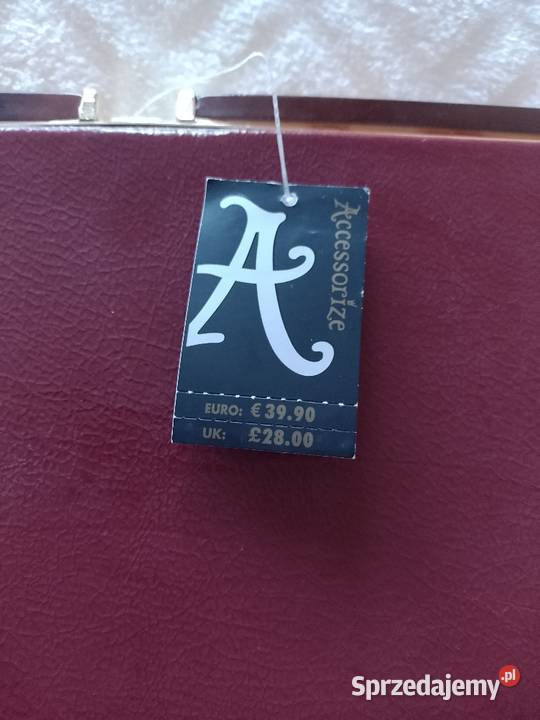 A
Accessorize
EURO: € 39.90
UK: £28.00
Sprzedajemy.pl